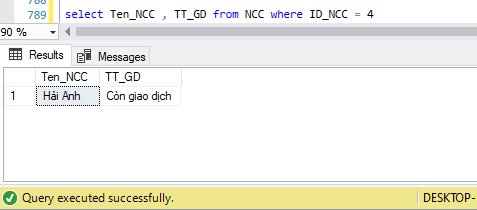 788
789 select Ten_NCC , TT_GD from NCC where ID_NCC = 4
90 %
Results Messages
Ten_NCC TT_GD
1 Hải Anh Còn giao dịch
Query executed successfully. DESKTOP-